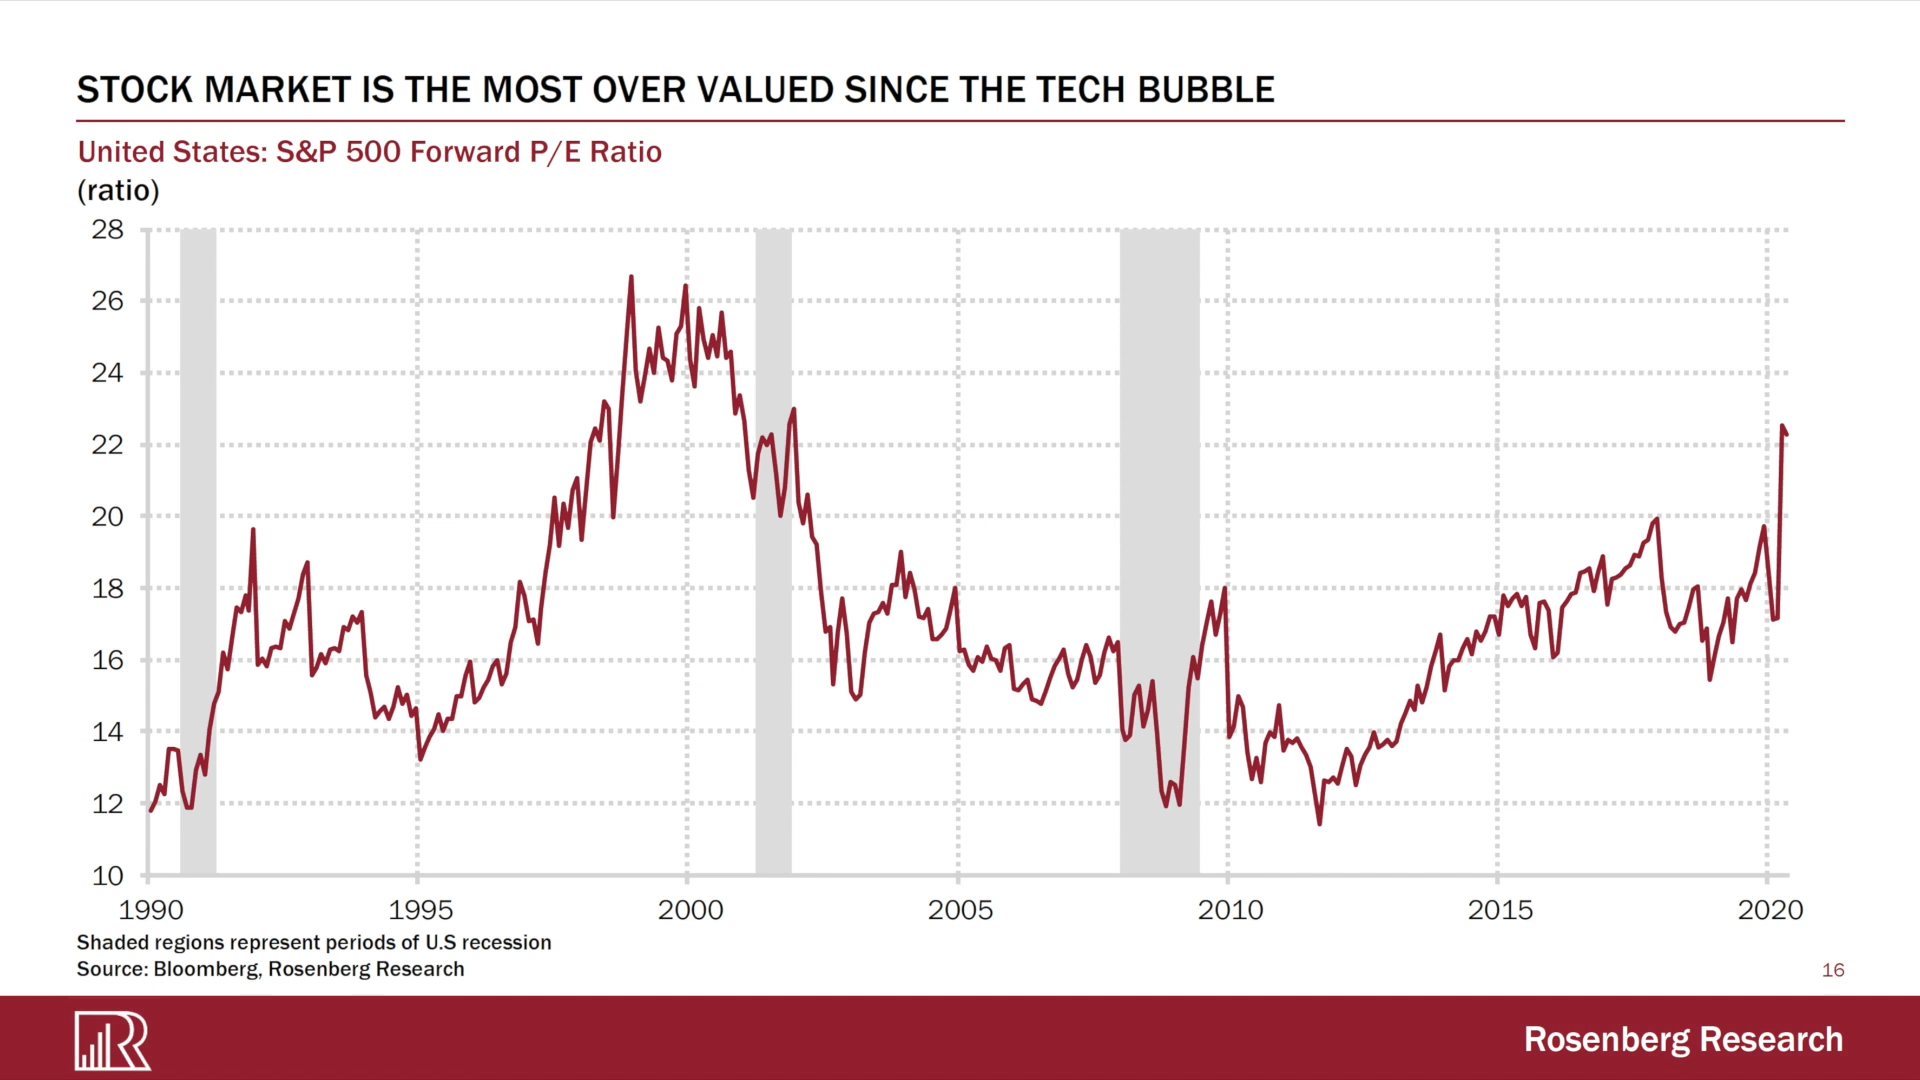 STOCK MARKET IS THE MOST OVER VALUED SINCE THE TECH BUBBLE
United States: S&P 500 Forward P/E Ratio
(ratio)
28
26
24
22
20
18
16
14
12
10
1990 1995 2000 2005 2010 2015 2020
Shaded regions represent periods of U.S recession
Source: Bloomberg, Rosenberg Research
16
R
Rosenberg Research